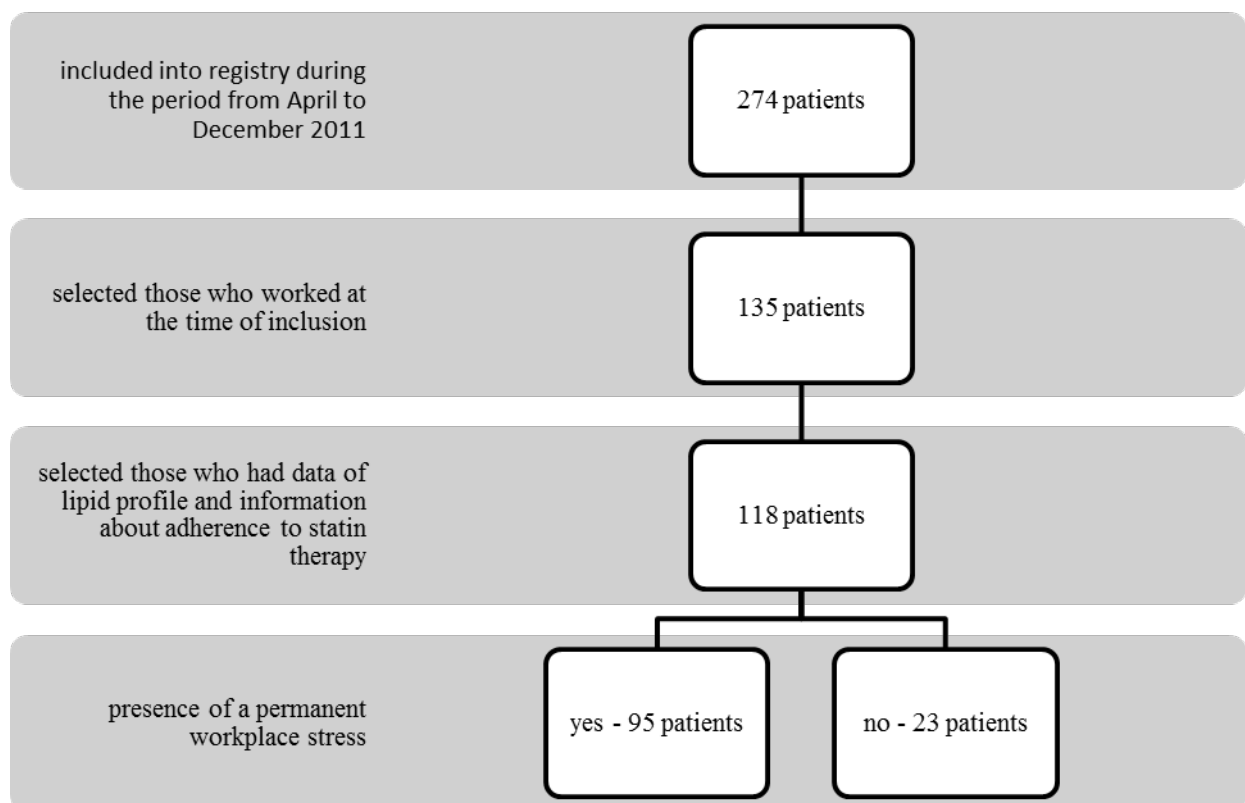 included into registry during
the period from April to
December 2011
274 patients
selected those who worked at
the time of inclusion
135 patients
selected those who had data of
lipid profile and information
about adherence to statin
therapy
118 patients
presence of a permanent
workplace stress
yes - 95 patients
no - 23 patients